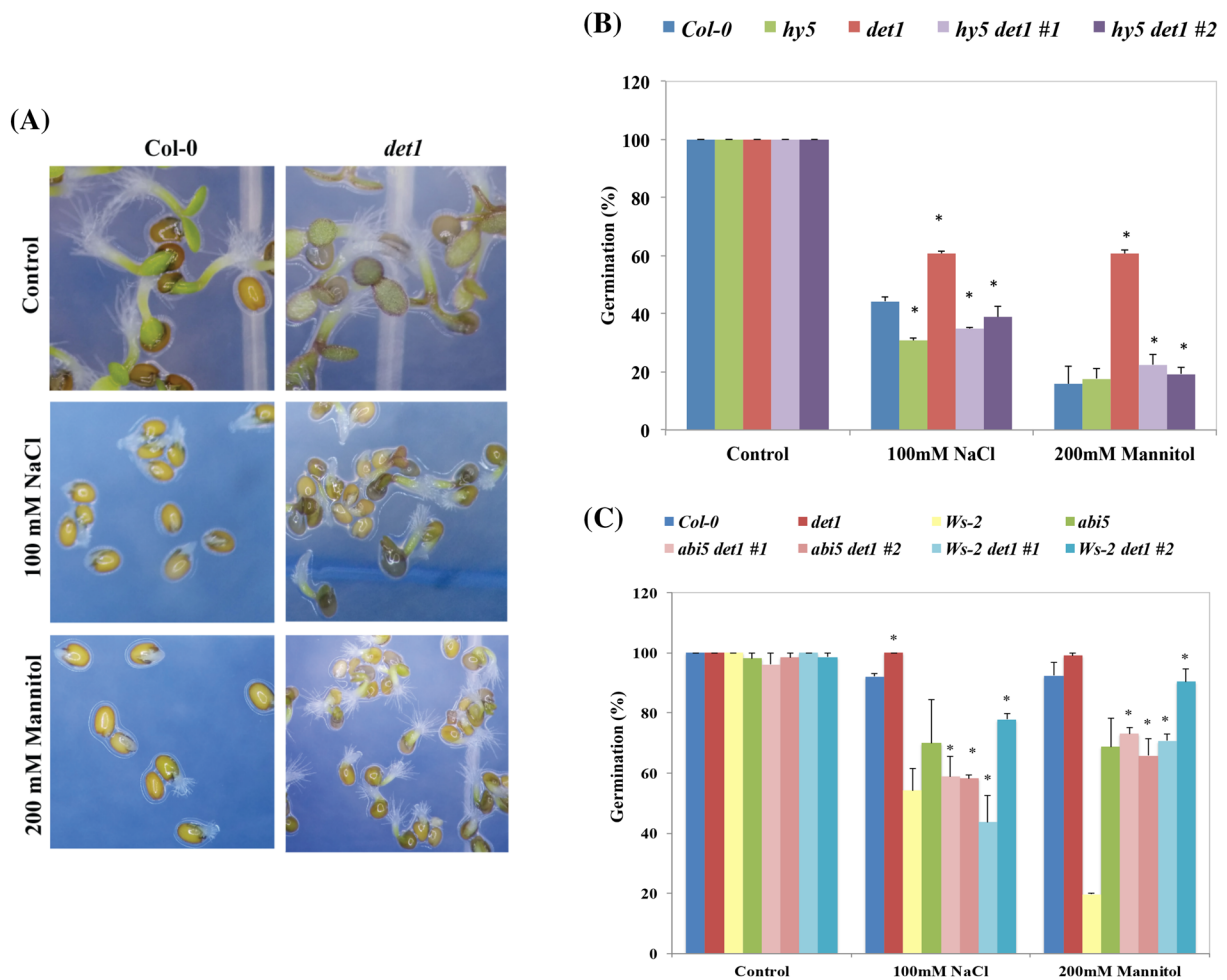 (A)
Col-0 det1
Control
100 mM NaCl
200 mM Mannitol
(B)
Col-0 hy5 det1 hy5 det1 #1 hy5 det1 #2
Germination (%)
120
100
80
60
40
20
0
* * * * * * *
Control 100mM NaCl 200mM Mannitol
(C)
Col-0 det1 Ws-2 abi5
abi5 det1 #1 abi5 det1 #2 Ws-2 det1 #1 Ws-2 det1 #2
Germination (%)
120
100
80
60
40
20
0
* * * * * * * * *
Control 100mM NaCl 200mM Mannitol